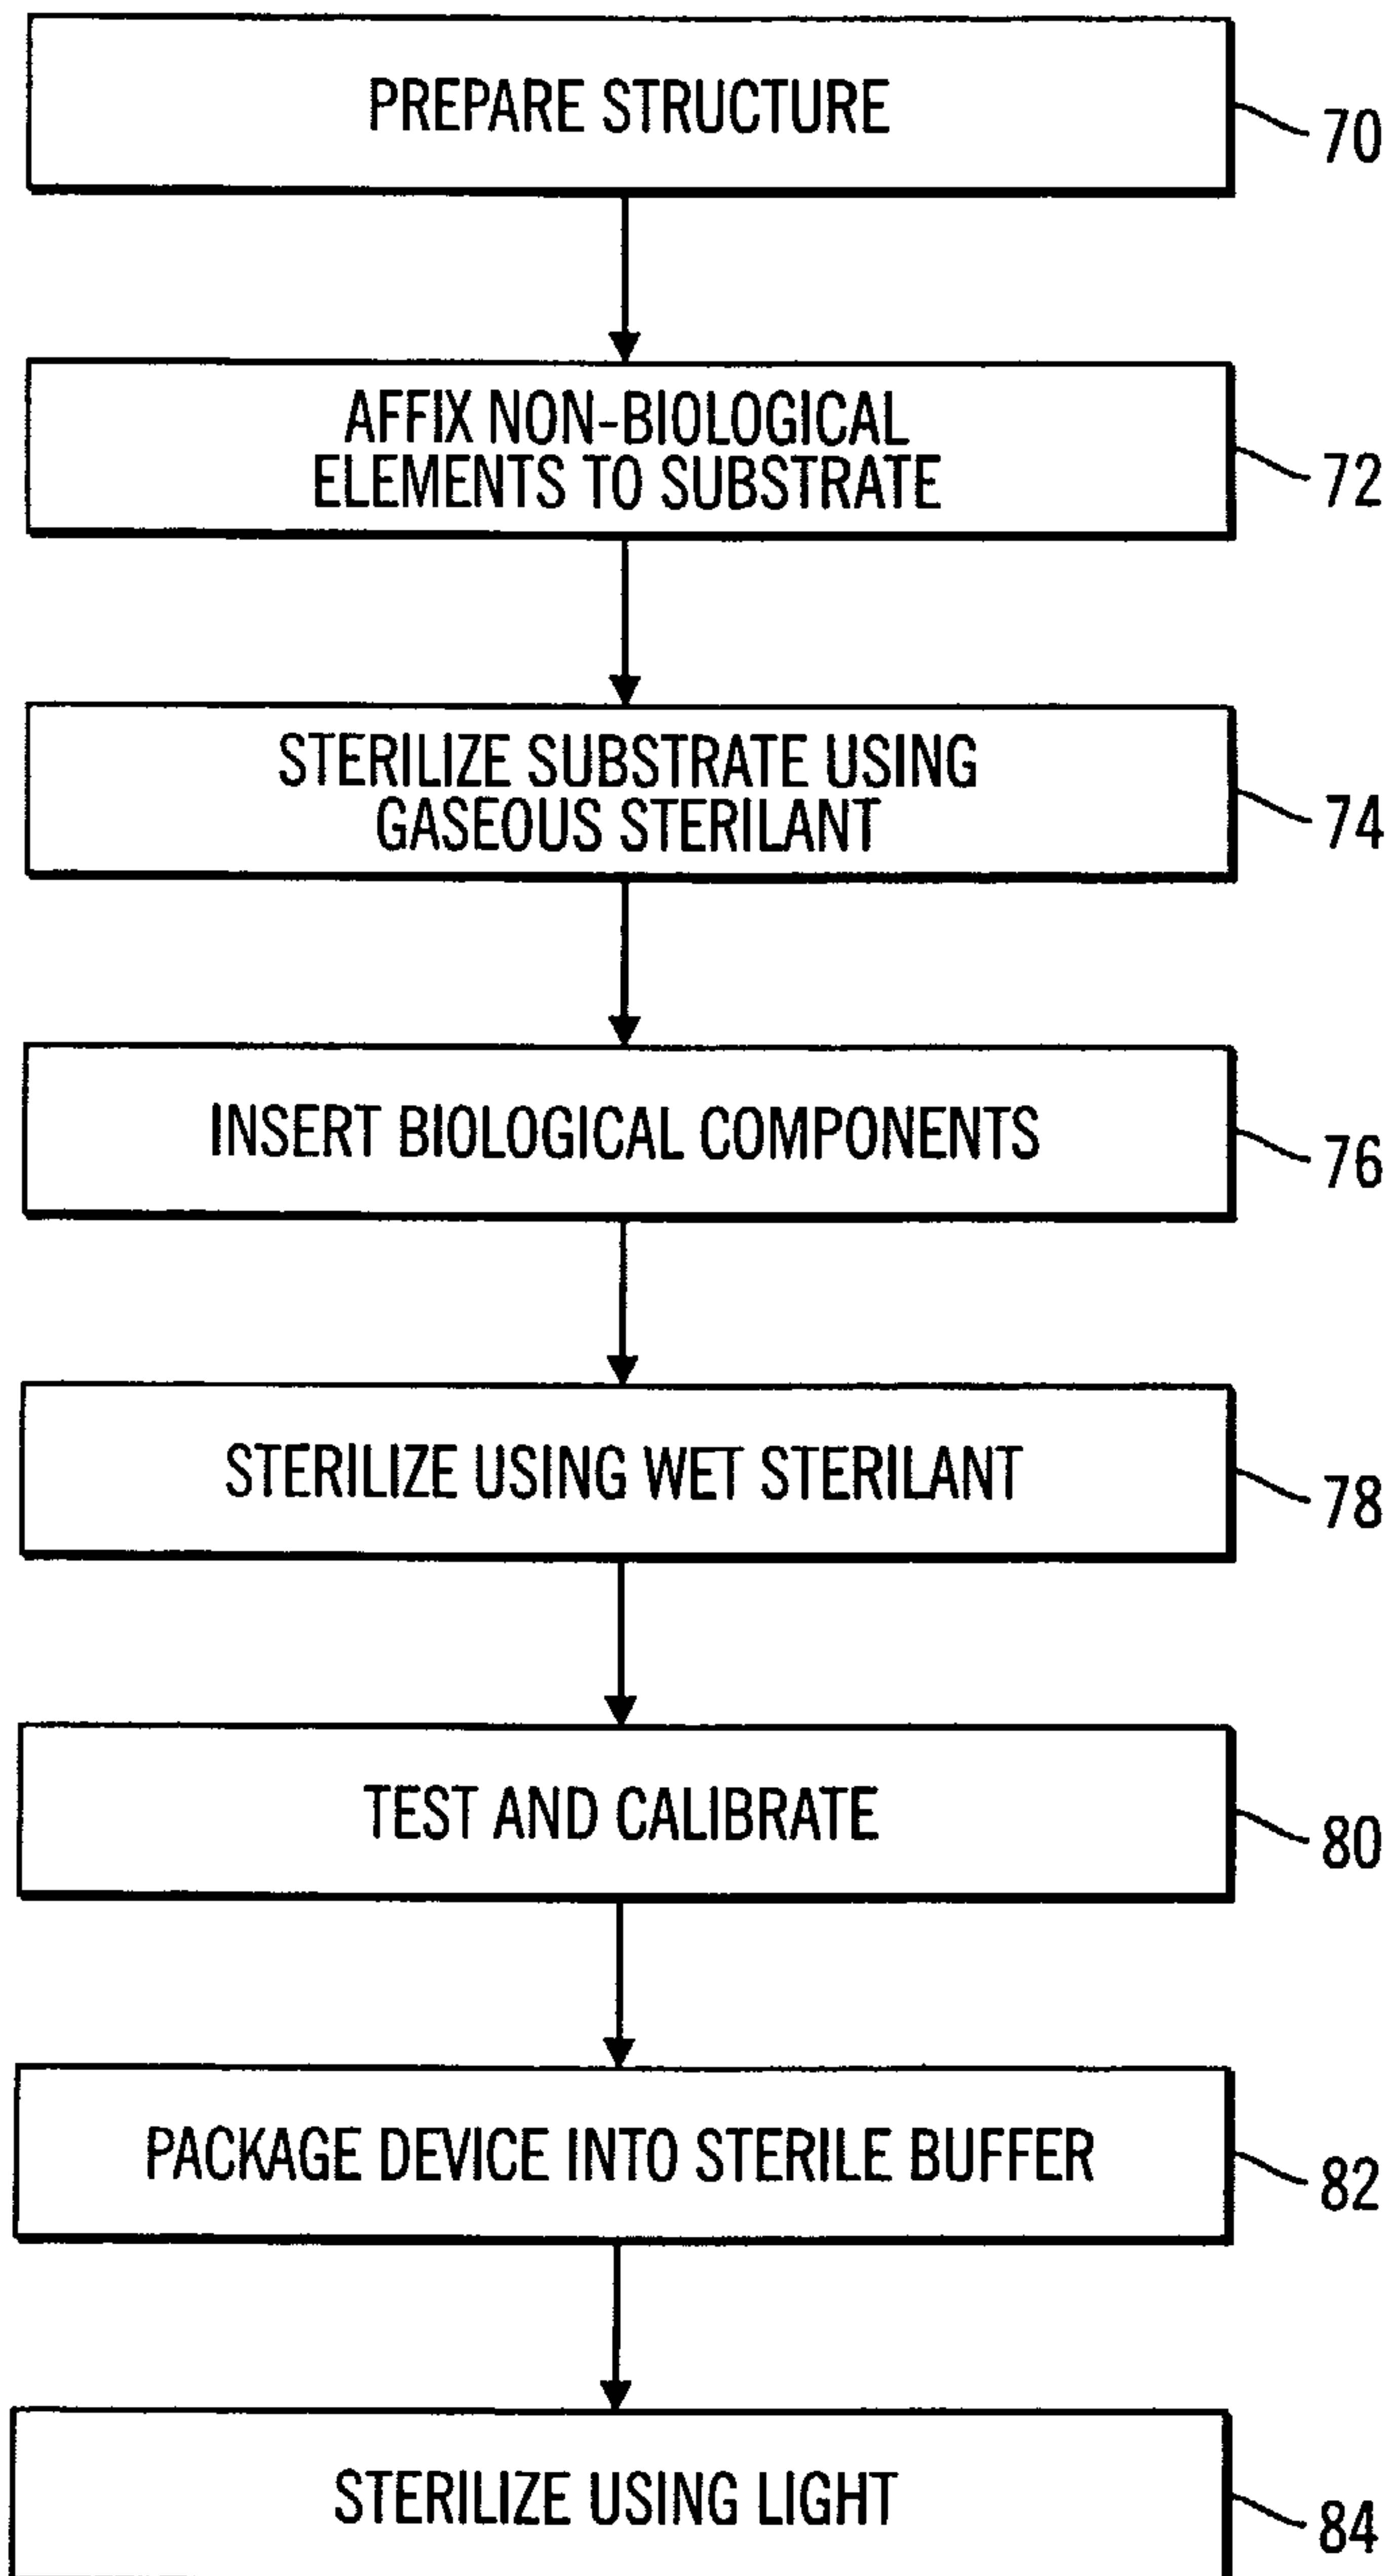 PREPARE STRUCTURE
70
AFFIX NON-BIOLOGICAL
ELEMENTS TO SUBSTRATE
72
STERILIZE SUBSTRATE USING
GASEOUS STERILANT
74
INSERT BIOLOGICAL COMPONENTS
76
STERILIZE USING WET STERILANT
78
TEST AND CALIBRATE
80
PACKAGE DEVICE INTO STERILE BUFFER
82
STERILIZE USING LIGHT
84